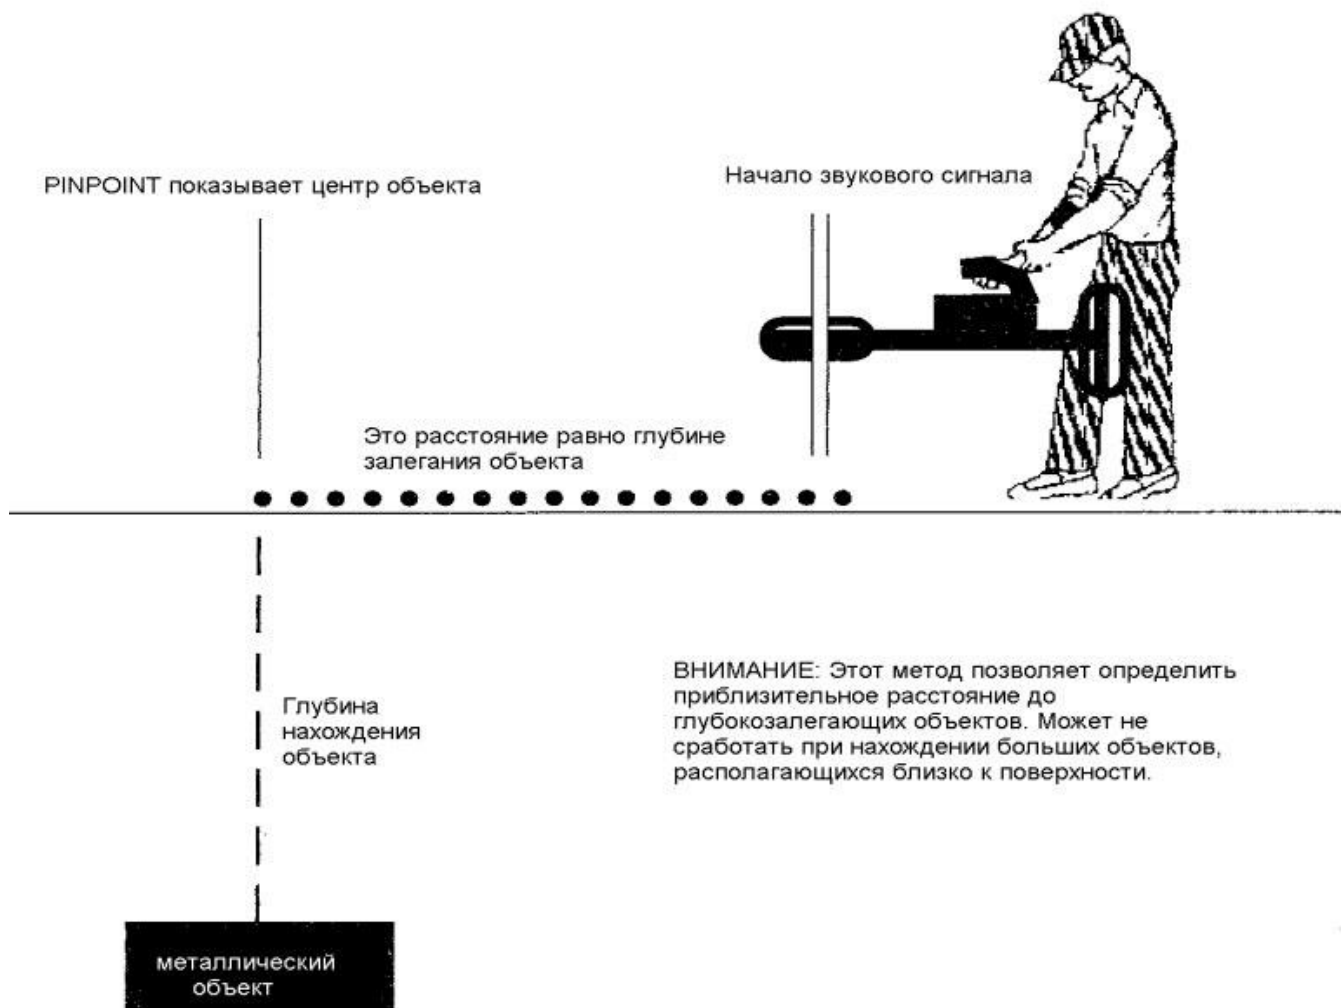 PINPOINT показывает центр объекта
Начало звукового сигнала
Это расстояние равно глубине
залегания объекта
Глубина
нахождения
объекта
ВНИМАНИЕ: Этот метод позволяет определить
приблизительное расстояние до
глубокозалегающих объектов. Может не
сработать при нахождении больших объектов,
располагающихся близко к поверхности.
металлический
объект